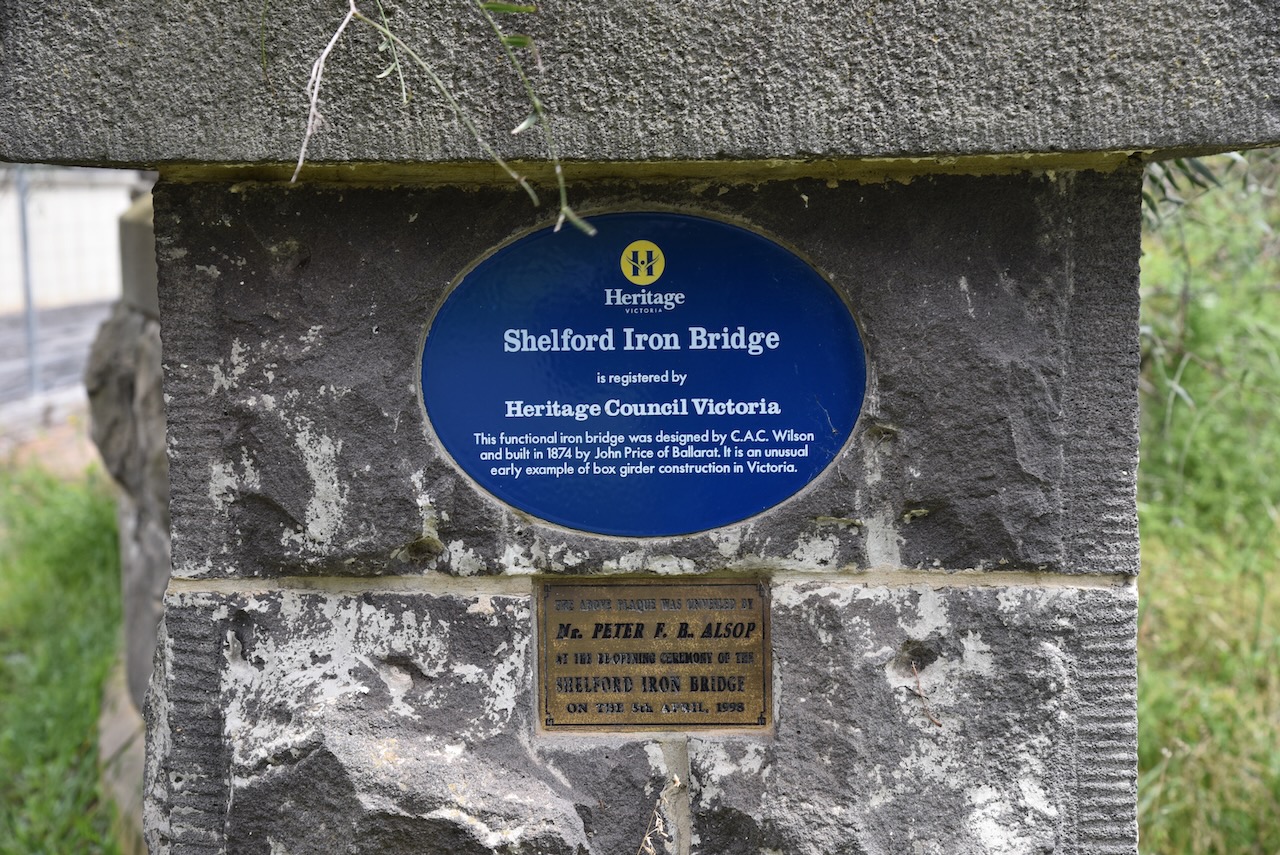 H
Heritage
VICTORIA
Shelford Iron Bridge
is registered by
Heritage Council Victoria
This functional iron bridge was designed by C.A.C. Wilson
and built in 1874 by John Price of Ballarat. It is an unusual
early example of box girder construction in Victoria.
THE ABOVE PLAQUE WAS UNVEILED BY
Mr. PETER F. B. ALSOP
AT THE RE-OPENING CEREMONY OF THE
SHELFORD IRON BRIDGE
ON THE 5th APRIL, 1998